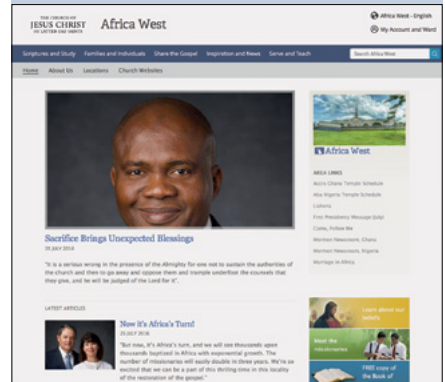 THE CHURCH OF
JESUS CHRIST
OF LATTER-DAY SAINTS
Africa West
Africa West - English
My Account and Ward
Scriptures and Study
Families and Individuals
Share the Gospel
Inspiration and News
Serve and Teach
Search Africa West
Home
About Us
Locations
Church Websites
Sacrifice Brings Unexpected Blessings
"It is a serious wrong in the presence of the Almighty for one not to sustain the authorities of
the church and then to go away and oppose them and trample underfoot the counsels that
they give, and he will be judged of the Lord for it".
LATEST ARTICLES
Now it's Africa's Turn!
"But now, it's Africa's turn, and we will see thousands upon
thousands baptized in Africa with exponential growth. The
number of missionaries will easily double in three years. We're so
excited that we can be a part of this thrilling time in this locality
of the restoration of the gospel."
Africa West
AREA LINKS
Accra Ghana Temple Schedule
Aba Nigeria Temple Schedule
Liahona
First Presidency Message (July)
Come, Follow Me
Mormon Newsroom, Ghana
Mormon Newsroom, Nigeria
Marriage in Africa
Learn about our
beliefs
Meet the
missionaries
FREE copy of
the Book of